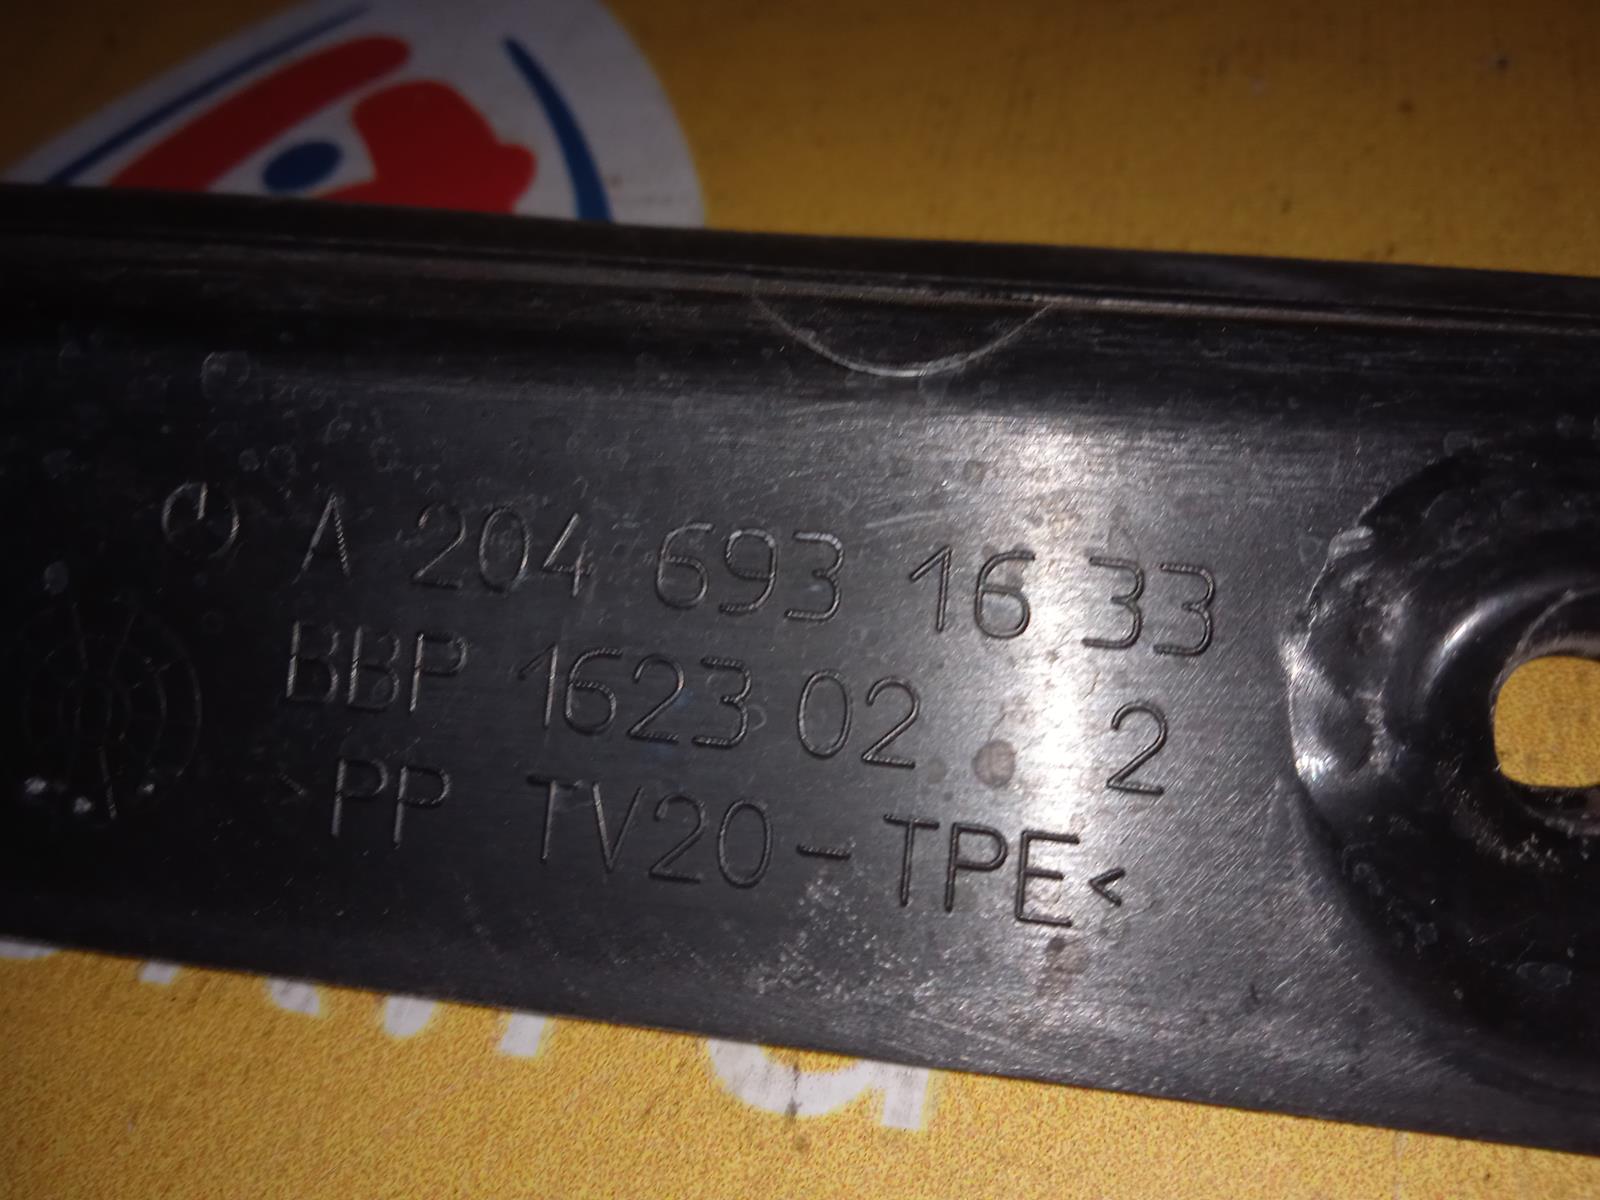 A 204 693 16 33
BBP 1623 02 . 2
>PP TV20-TPE<